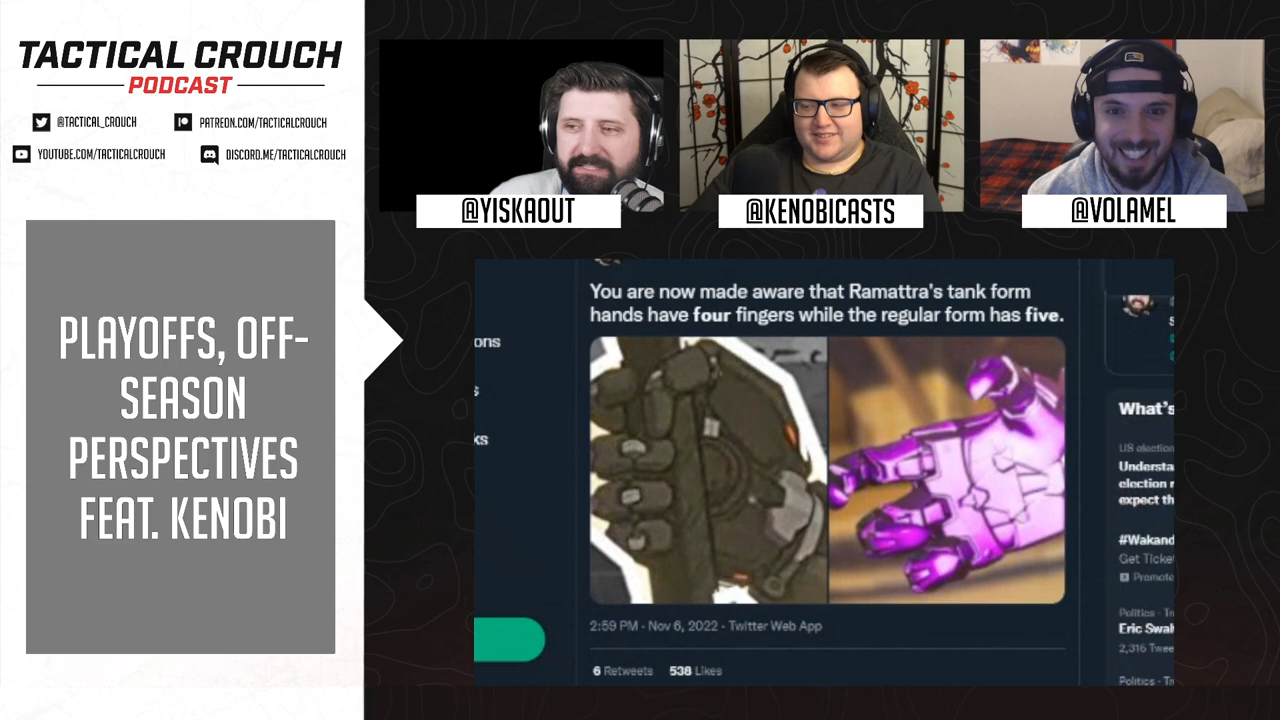 TACTICAL CROUCH
PODCAST
@TACTICAL_CROUCH
PATREON.COM/TACTICALCROUCH
YOUTUBE.COM/TACTICALCROUCH
DISCORD.ME/TACTICALCROUCH
PLAYOFFS, OFF-
SEASON
PERSPECTIVES
FEAT. KENOBI
@YISKAOUT
@KENOBICASTS
@VOLAMEL
You are now made aware that Ramattra's tank form
hands have four fingers while the regular form has five.
2:59 PM · Nov 6, 2022 · Twitter Web App
6 Retweets 538 Likes
ons
s
ks
What's
US election
Understa
election r
expect th
#Wakand
Get Ticke
Promote
Politics · Tr
Eric Swal
2,316 Twee
Politics · Tr